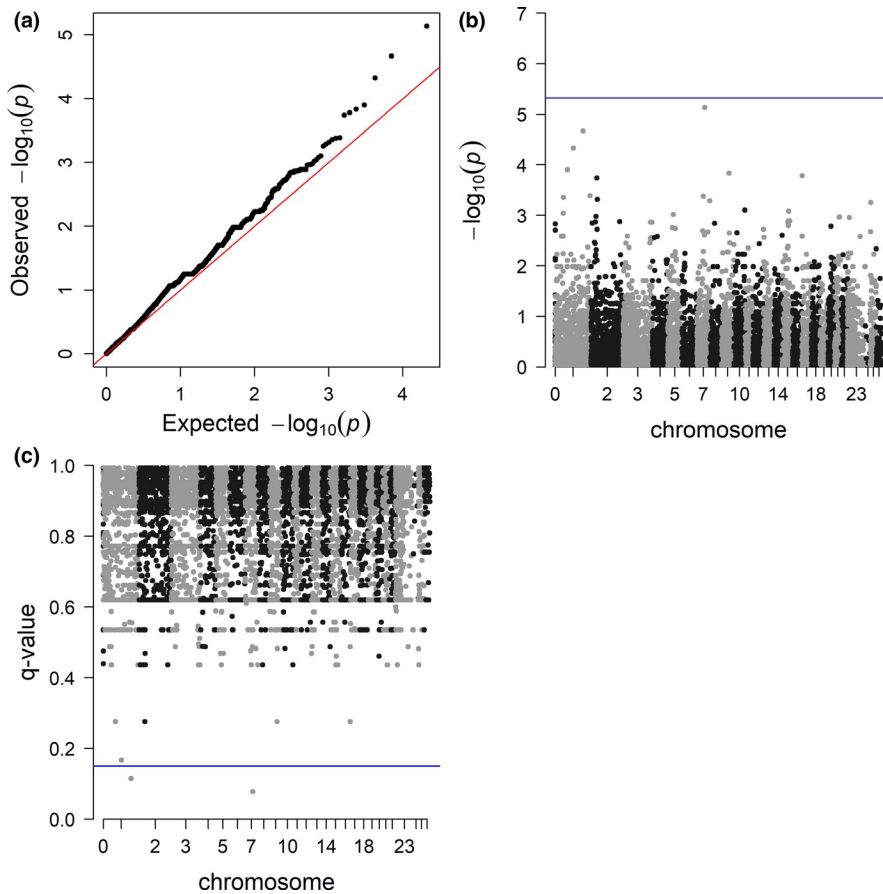 (a)
5
4
3
2
1
0
Observed −log10(p)
0 1 2 3 4
Expected −log10(p)
(b)
7
6
5
4
3
2
1
0
−log10(p)
0 2 3 5 7 10 14 18 23
chromosome
(c)
1.0
0.8
0.6
0.4
0.2
0.0
q-value
0 2 3 5 7 10 14 18 23
chromosome